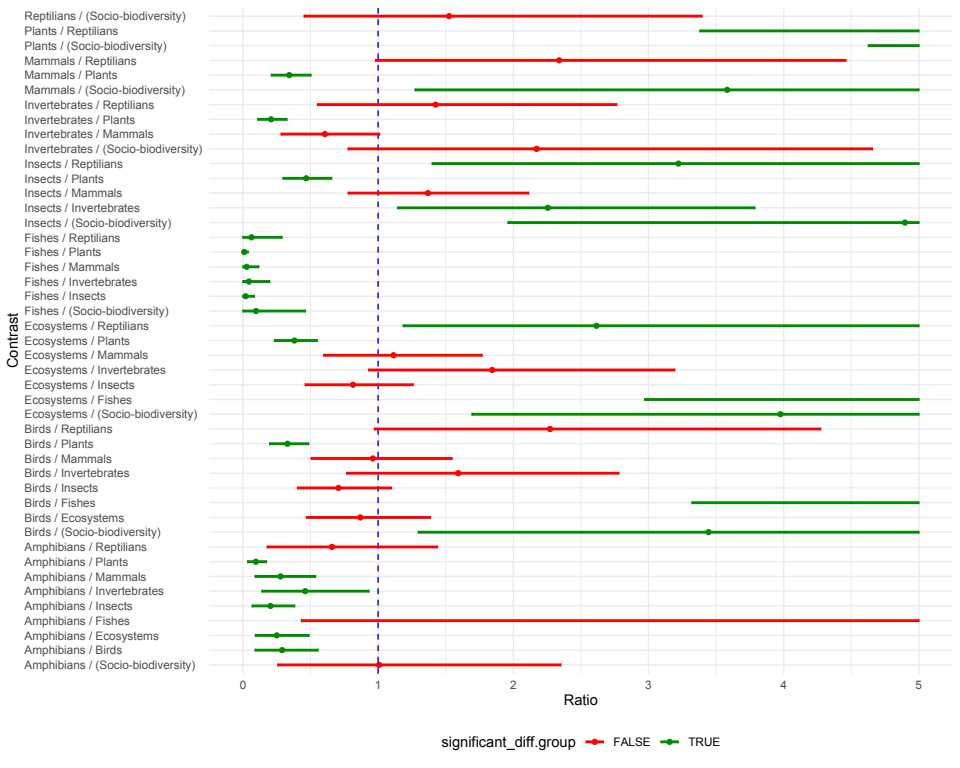 Reptilians / (Socio-biodiversity)
Plants / Reptilians
Plants / (Socio-biodiversity)
Mammals / Reptilians
Mammals / Plants
Mammals / (Socio-biodiversity)
Invertebrates / Reptilians
Invertebrates / Plants
Invertebrates / Mammals
Invertebrates / (Socio-biodiversity)
Insects / Reptilians
Insects / Plants
Insects / Mammals
Insects / Invertebrates
Insects / (Socio-biodiversity)
Fishes / Reptilians
Fishes / Plants
Fishes / Mammals
Fishes / Invertebrates
Fishes / Insects
Fishes / (Socio-biodiversity)
Ecosystems / Reptilians
Ecosystems / Plants
Ecosystems / Mammals
Ecosystems / Invertebrates
Ecosystems / Insects
Ecosystems / Fishes
Ecosystems / (Socio-biodiversity)
Birds / Reptilians
Birds / Plants
Birds / Mammals
Birds / Invertebrates
Birds / Insects
Birds / Fishes
Birds / Ecosystems
Birds / (Socio-biodiversity)
Amphibians / Reptilians
Amphibians / Plants
Amphibians / Mammals
Amphibians / Invertebrates
Amphibians / Insects
Amphibians / Fishes
Amphibians / Ecosystems
Amphibians / Birds
Amphibians / (Socio-biodiversity)
Contrast
0 1 2 3 4 5
Ratio
significant_diff.group FALSE TRUE